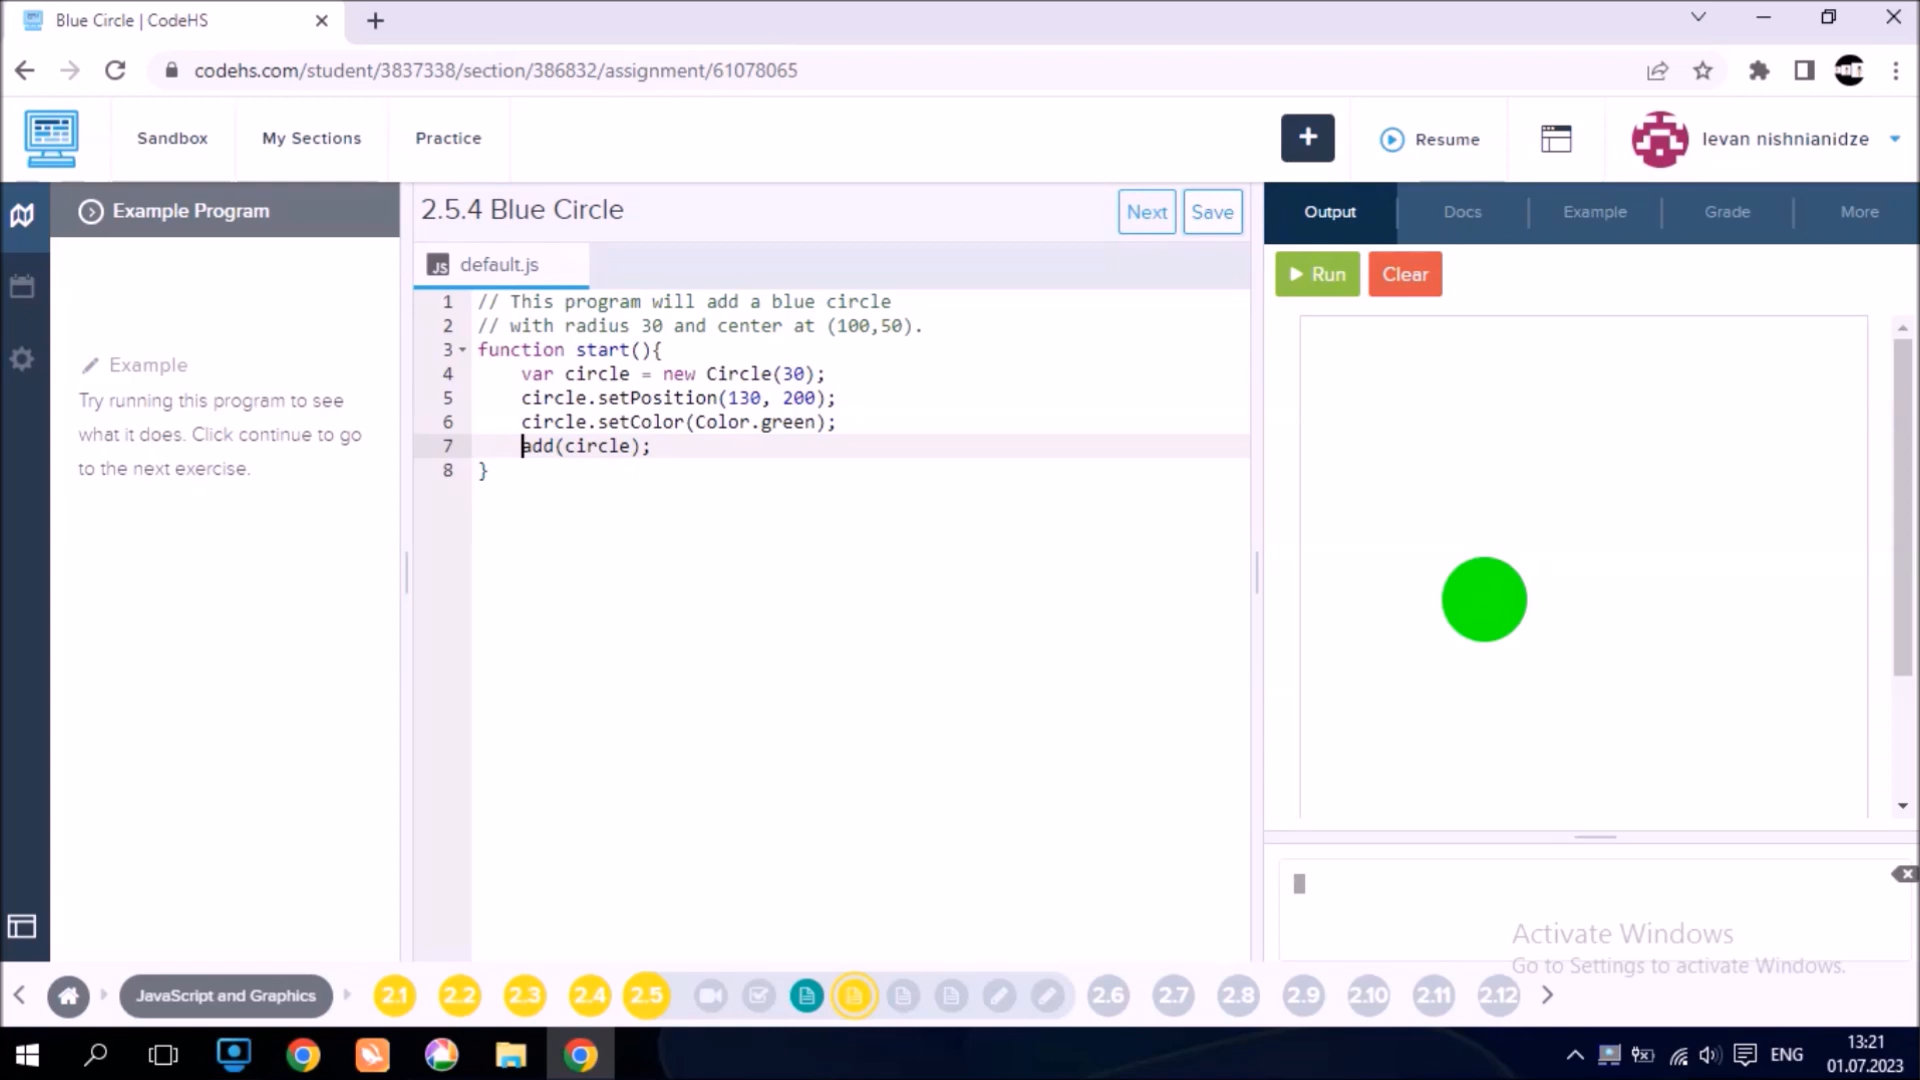 Blue Circle | CodeHS
codehs.com/student/3837338/section/386832/assignment/61078065
Sandbox
My Sections
Practice
+
Resume
levan nishnianidze
Example Program
2.5.4 Blue Circle
Next
Save
Output
Docs
Example
Grade
More
JS default.js
Run
Clear
Example
Try running this program to see
what it does. Click continue to go
to the next exercise.
1 // This program will add a blue circle
2 // with radius 30 and center at (100,50).
3 function start(){
4 var circle = new Circle(30);
5 circle.setPosition(130, 200);
6 circle.setColor(Color.green);
7 add(circle);
8 }
Activate Windows
Go to Settings to activate Windows.
JavaScript and Graphics
2.1
2.2
2.3
2.4
2.5
2.6
2.7
2.8
2.9
2.10
2.11
2.12
ENG
13:21
01.07.2023